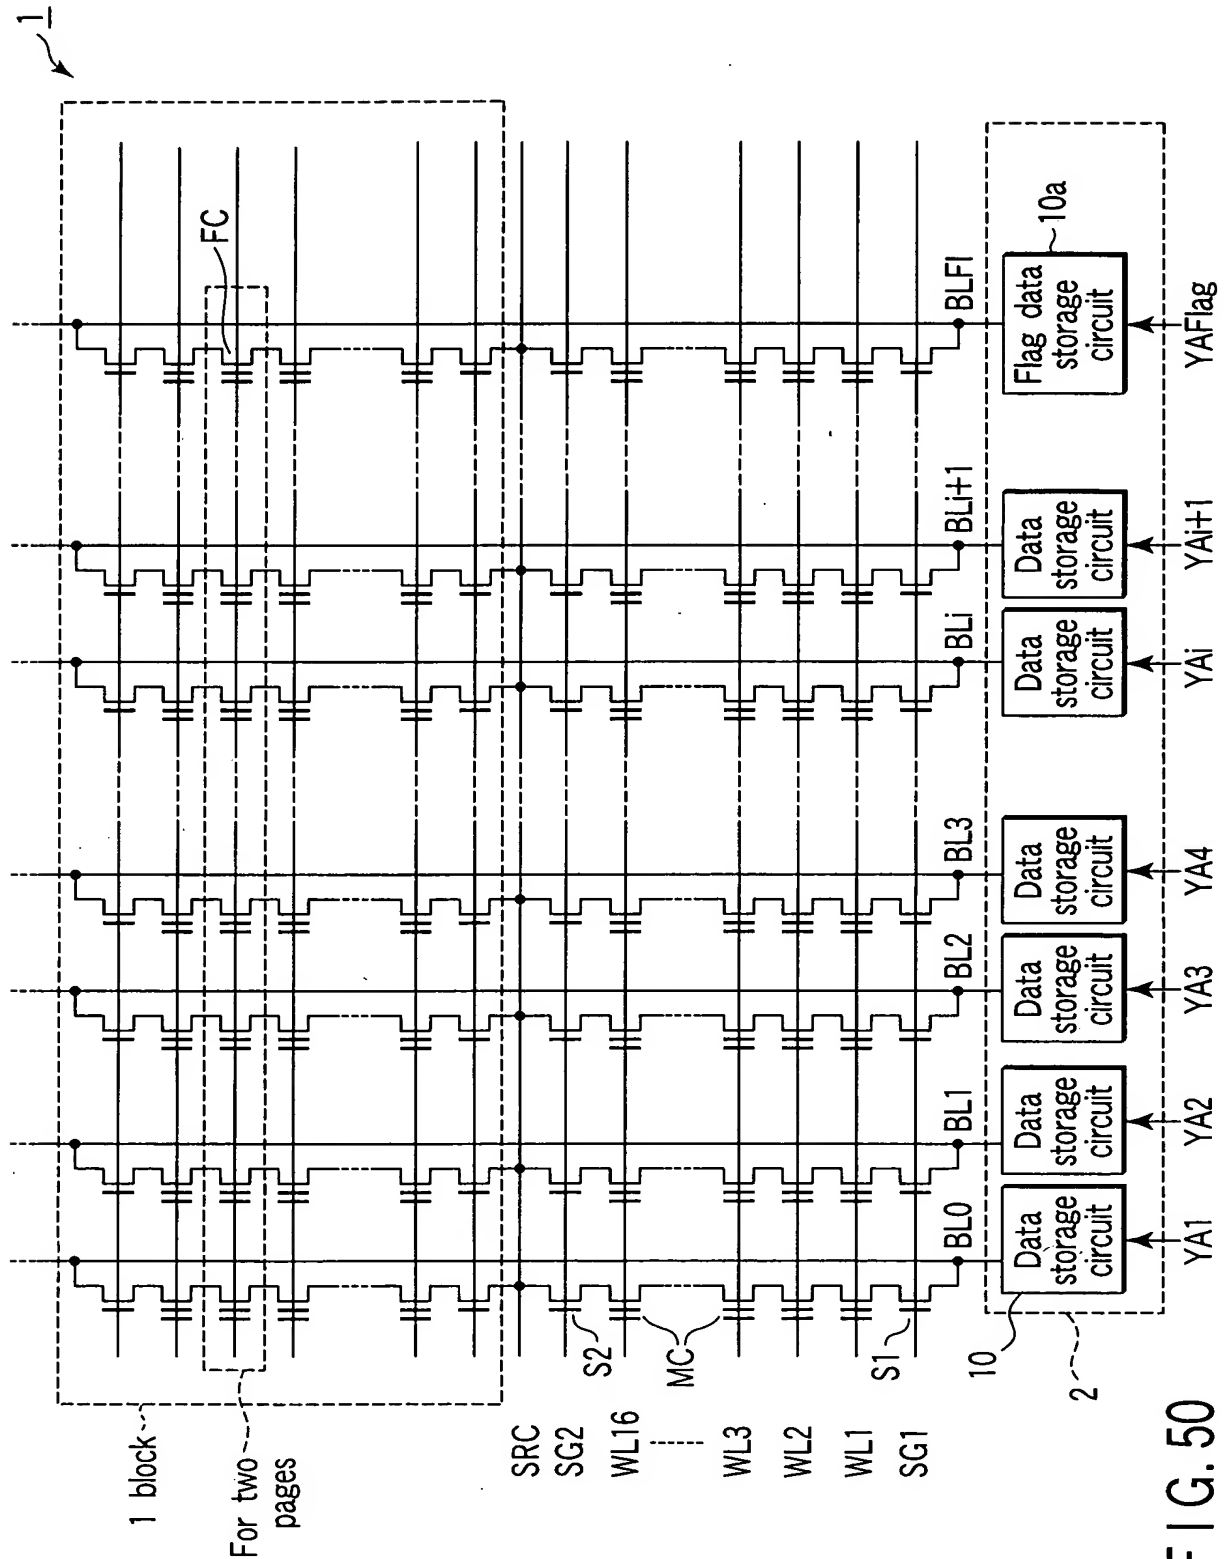 1
1 block
For two
pages
FC
SRC
SG2
WL16
WL3
WL2
WL1
SG1
S2
MC
S1
BL0
BL1
BL2
BL3
BLi
BLi+1
BLFl
10
2
10a
Data
storage
circuit
Data
storage
circuit
Data
storage
circuit
Data
storage
circuit
Data
storage
circuit
Data
storage
circuit
Flag data
storage
circuit
YA1
YA2
YA3
YA4
YAi
YAi+1
YAFlag
FIG. 50